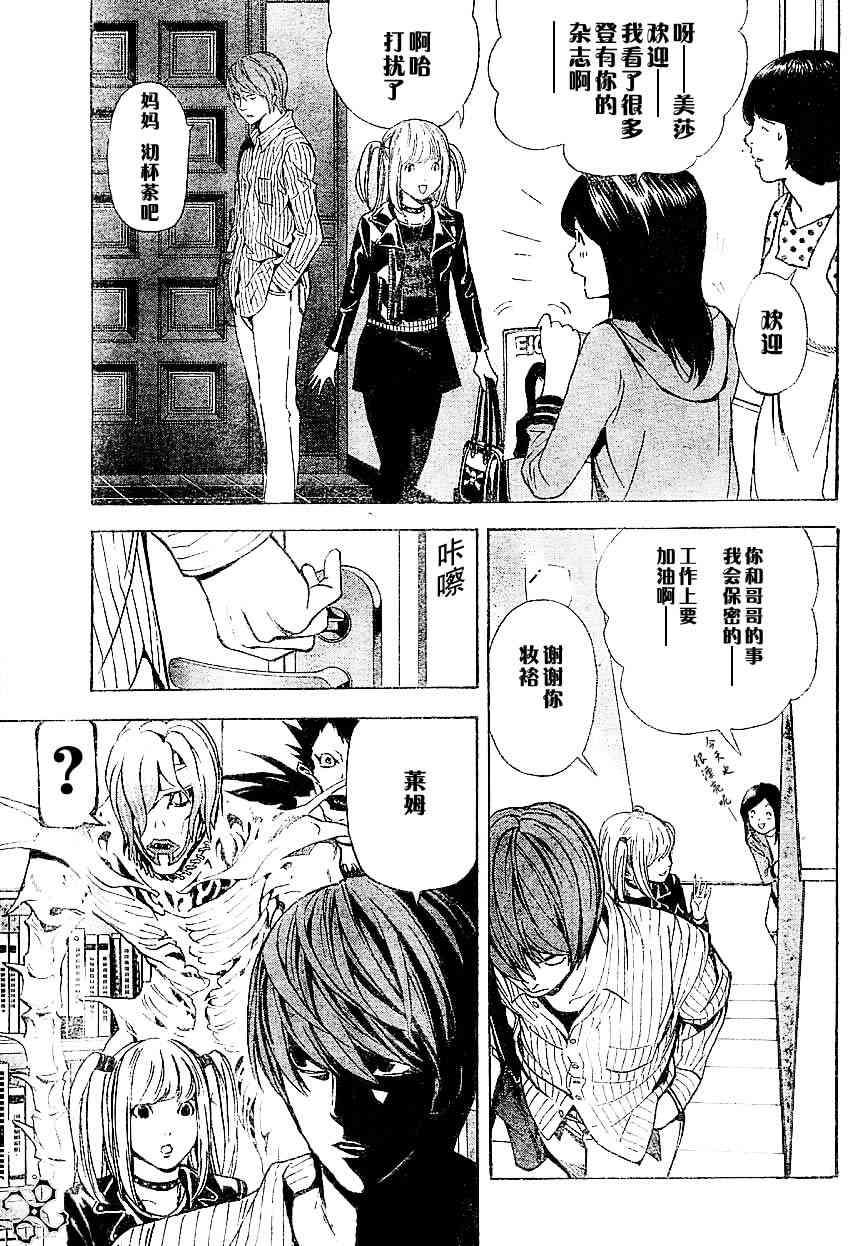 呀——美莎
欢迎——
我看了很多
登有你的
杂志啊——
啊哈
打扰了
妈妈 沏杯茶吧
欢迎
EIG
你和哥哥的事
我会保密的——
工作上要
加油啊——
今天也
很漂亮呢——
谢谢你
妆裕
咔嚓
莱姆
？